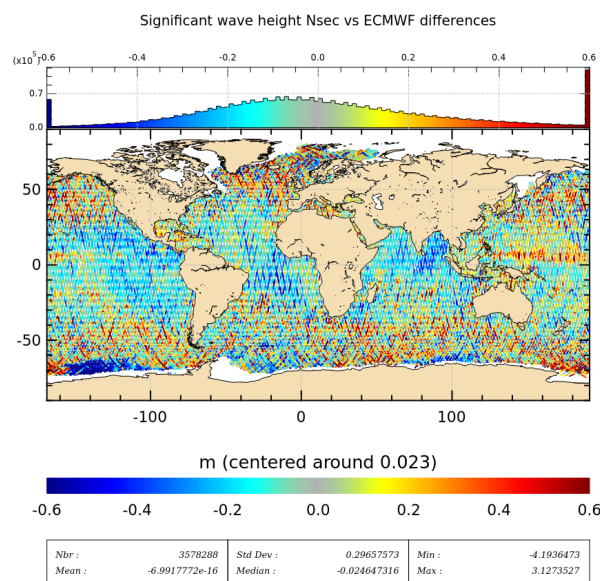 Significant wave height Nsec vs ECMWF differences
-0.6 -0.4 -0.2 0.0 0.2 0.4 0.6
(x10⁵)
0.7
0.0
50
0
-50
-100 0 100
m (centered around 0.023)
-0.6 -0.4 -0.2 0.0 0.2 0.4 0.6
Nbr : 3578288 Std Dev : 0.29657573 Min : -4.1936473
Mean : -6.9917772e-16 Median : -0.024647316 Max : 3.1273527